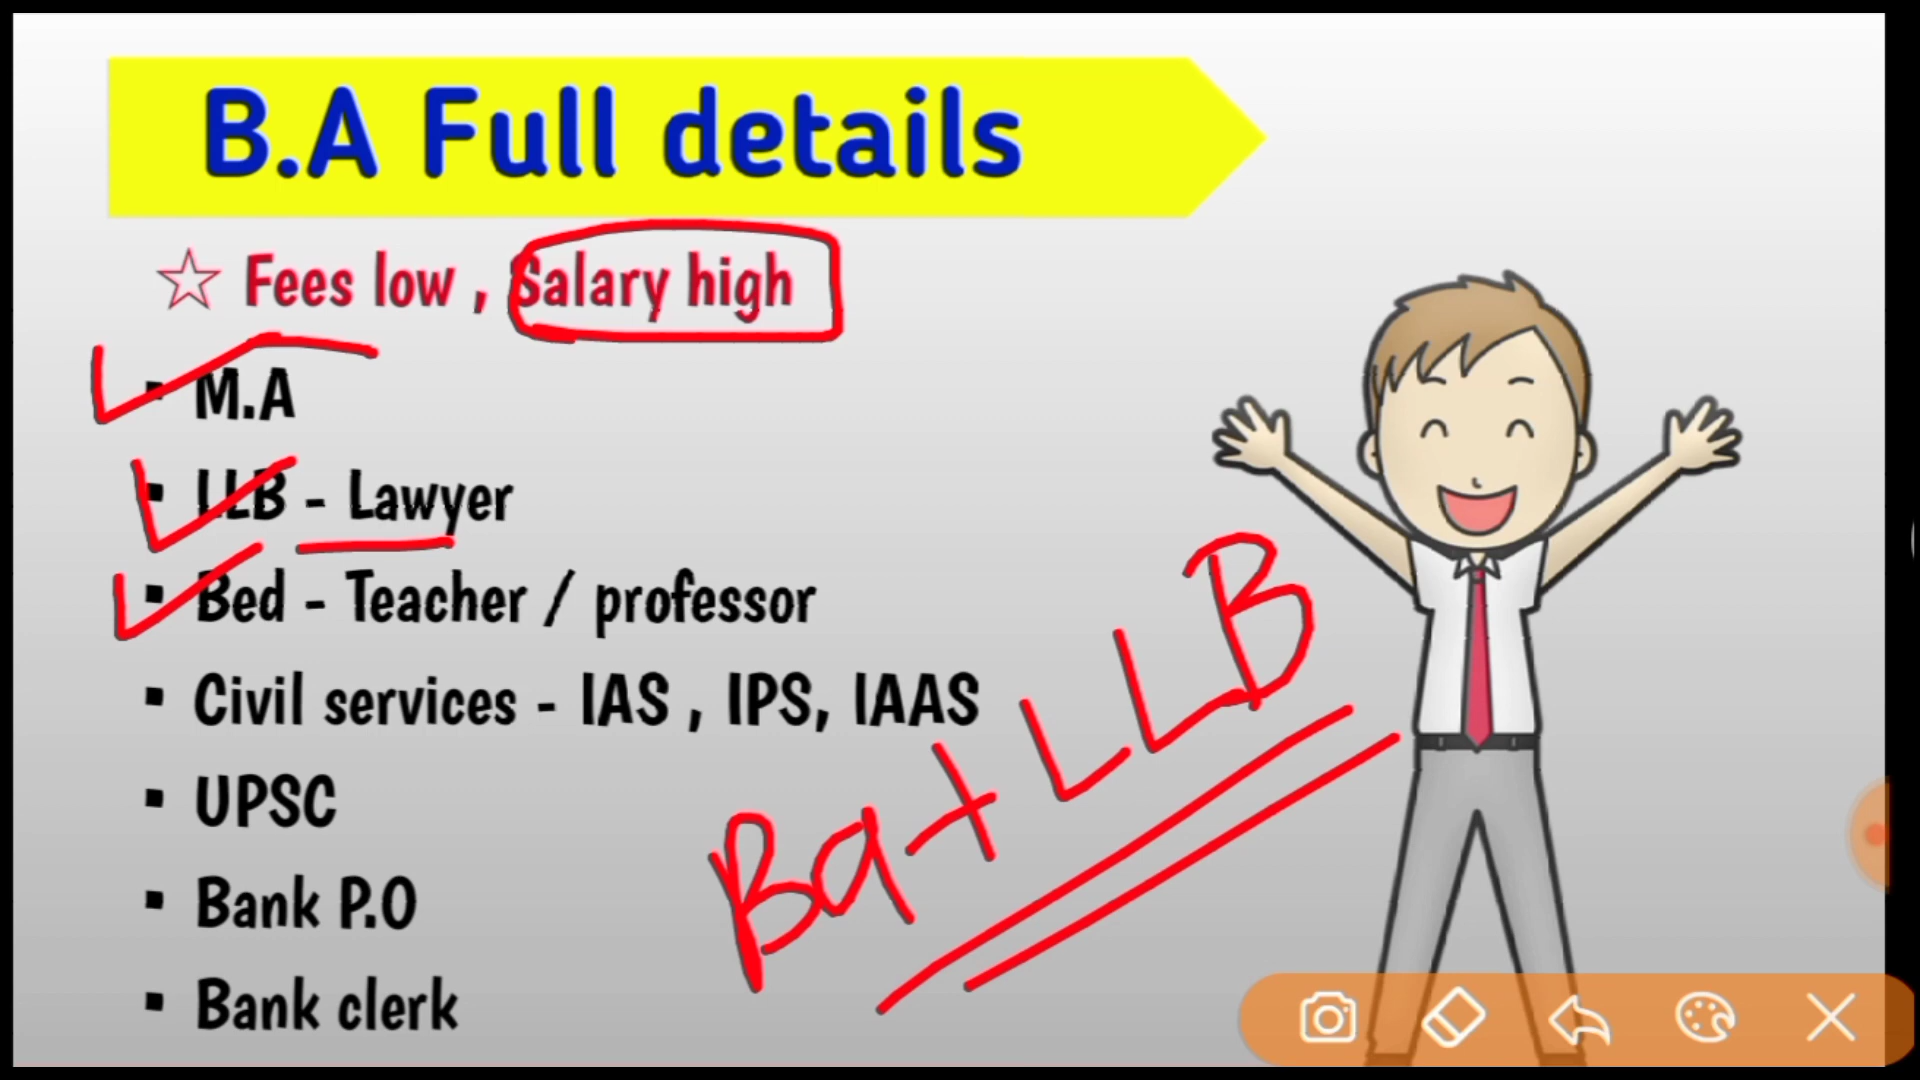 B.A Full details
☆ Fees low , Salary high
▪ M.A
▪ LLB - Lawyer
▪ Bed - Teacher / professor
▪ Civil services - IAS , IPS, IAAS
▪ UPSC
▪ Bank P.O
▪ Bank clerk
Ba+LLB